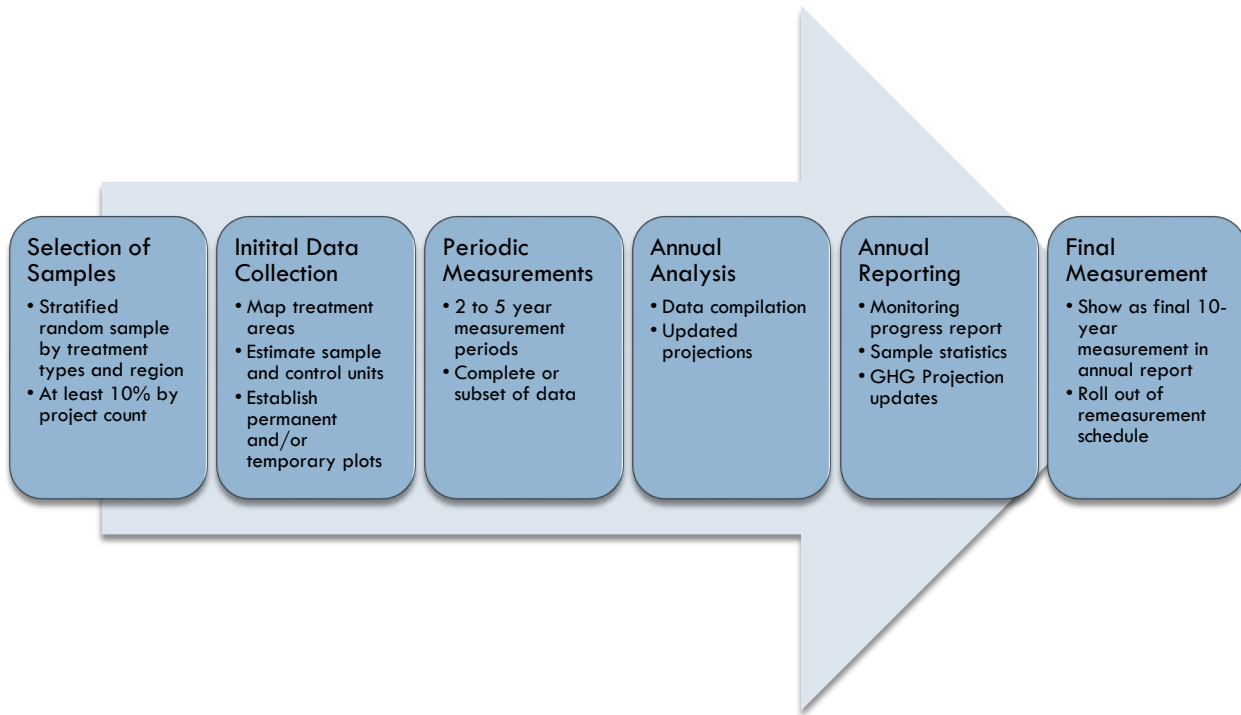 Selection of
Samples
• Stratified
random sample
by treatment
types and region
• At least 10% by
project count
Initital Data
Collection
• Map treatment
areas
• Estimate sample
and control units
• Establish
permanent
and/or
temporary plots
Periodic
Measurements
• 2 to 5 year
measurement
periods
• Complete or
subset of data
Annual
Analysis
• Data compilation
• Updated
projections
Annual
Reporting
• Monitoring
progress report
• Sample statistics
• GHG Projection
updates
Final
Measurement
• Show as final 10-
year
measurement in
annual report
• Roll out of
remeasurement
schedule